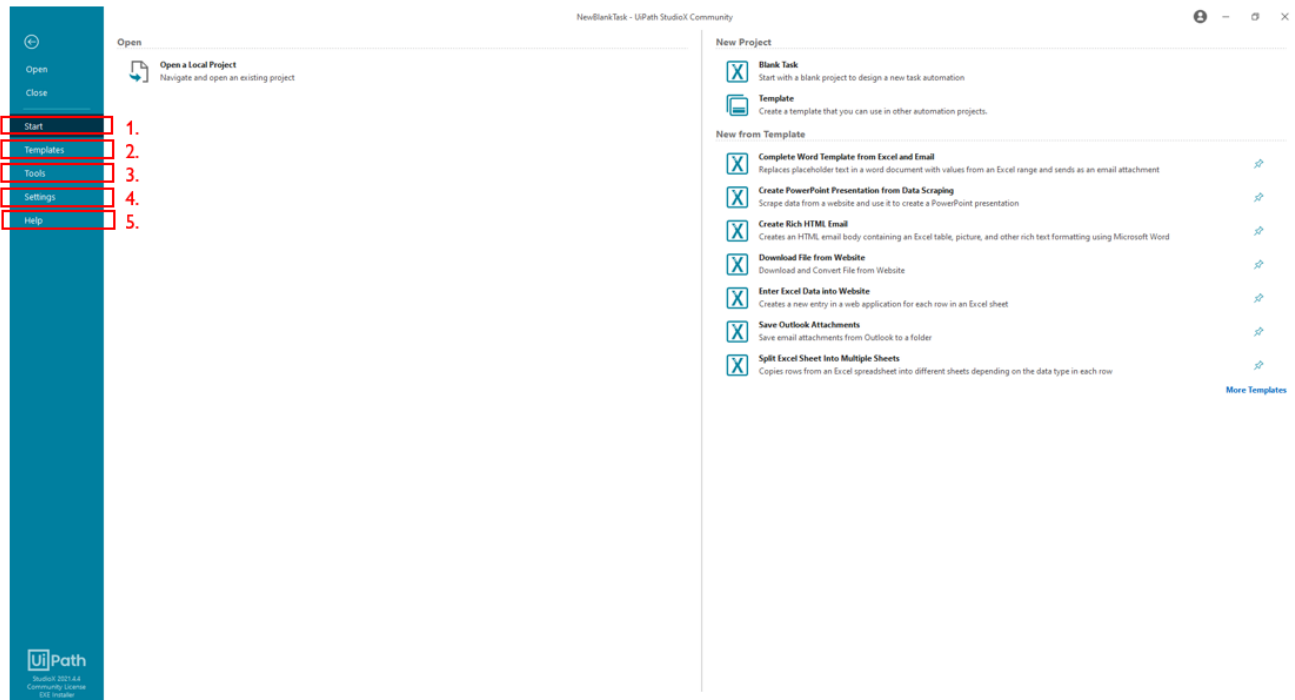 NewBlankTask - UiPath StudioX Community
Open
Close
Start
1.
Templates
2.
Tools
3.
Settings
4.
Help
5.
UiPath
StudioX 2021.4.4
Community License
EXE Installer
Open
Open a Local Project
Navigate and open an existing project
New Project
Blank Task
Start with a blank project to design a new task automation
Template
Create a template that you can use in other automation projects.
New from Template
Complete Word Template from Excel and Email
Replaces placeholder text in a word document with values from an Excel range and sends as an email attachment
Create PowerPoint Presentation from Data Scraping
Scrape data from a website and use it to create a PowerPoint presentation
Create Rich HTML Email
Creates an HTML email body containing an Excel table, picture, and other rich text formatting using Microsoft Word
Download File from Website
Download and Convert File from Website
Enter Excel Data into Website
Creates a new entry in a web application for each row in an Excel sheet
Save Outlook Attachments
Save email attachments from Outlook to a folder
Split Excel Sheet Into Multiple Sheets
Copies rows from an Excel spreadsheet into different sheets depending on the data type in each row
More Templates